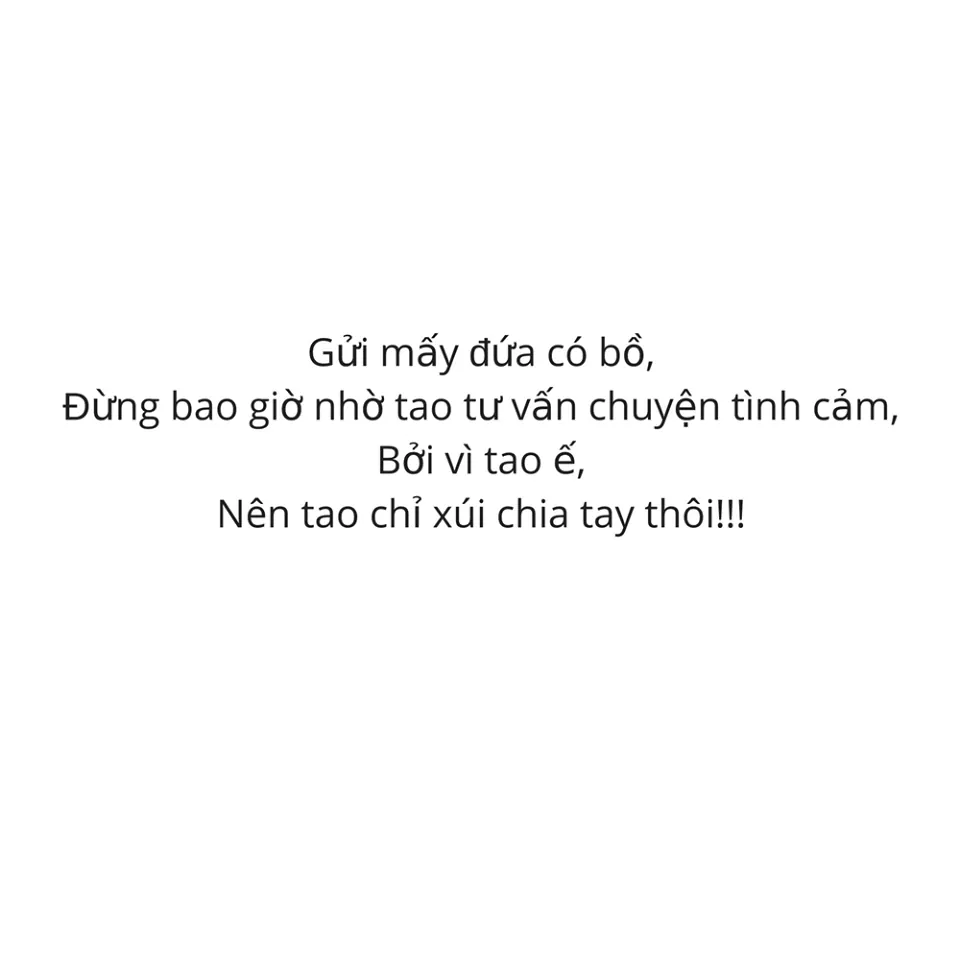 Gửi mấy đứa có bồ,
Đừng bao giờ nhờ tao tư vấn chuyện tình cảm,
Bởi vì tao ế,
Nên tao chỉ xúi chia tay thôi!!!